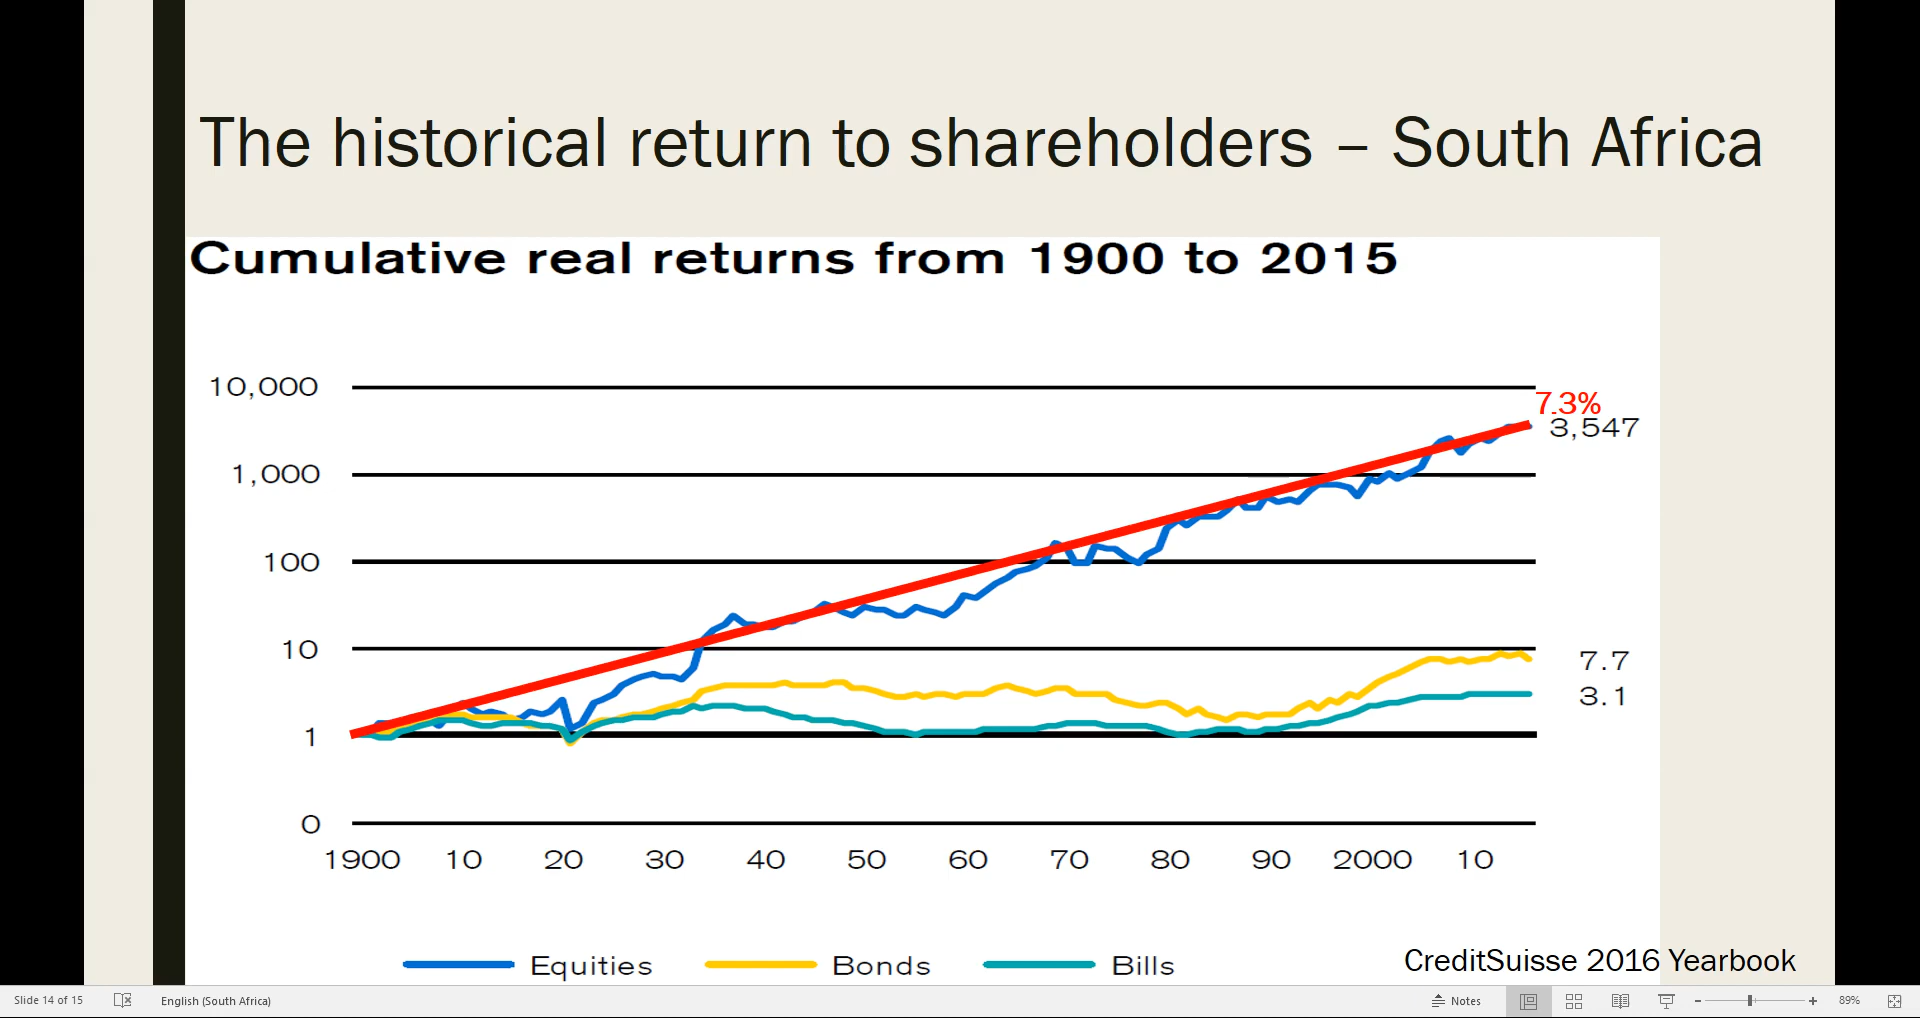 The historical return to shareholders – South Africa
Cumulative real returns from 1900 to 2015
10,000
7.3%
3,547
1,000
100
10
7.7
3.1
1
0
1900 10 20 30 40 50 60 70 80 90 2000 10
Equities Bonds Bills
CreditSuisse 2016 Yearbook
Slide 14 of 15 English (South Africa) Notes 89%